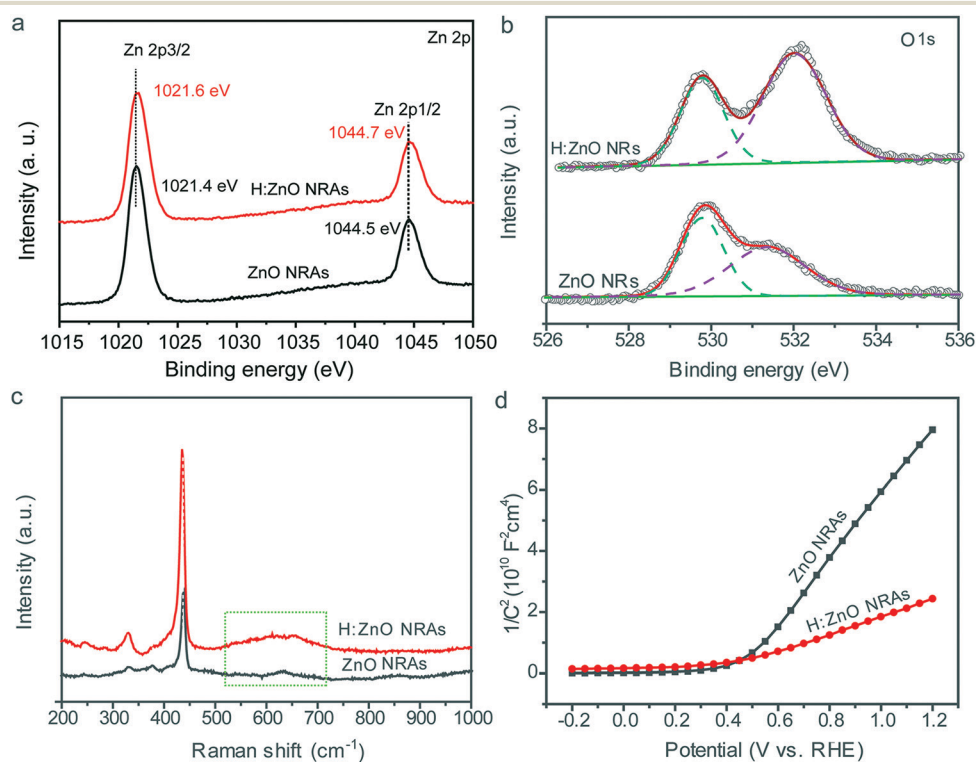 a
Zn 2p
Zn 2p3/2
1021.6 eV
Zn 2p1/2
1044.7 eV
1021.4 eV
H:ZnO NRAs
1044.5 eV
ZnO NRAs
Intensity (a. u.)
1015 1020 1025 1030 1035 1040 1045 1050
Binding energy (eV)
b
O 1s
H:ZnO NRs
ZnO NRs
Intensity (a. u.)
526 528 530 532 534 536
Binding energy (eV)
c
H:ZnO NRAs
ZnO NRAs
Intensity (a.u.)
200 300 400 500 600 700 800 900 1000
Raman shift (cm⁻¹)
d
8
6
4
2
0
1/C² (10¹⁰ F²cm⁴)
ZnO NRAs
H:ZnO NRAs
-0.2 0.0 0.2 0.4 0.6 0.8 1.0 1.2
Potential (V vs. RHE)